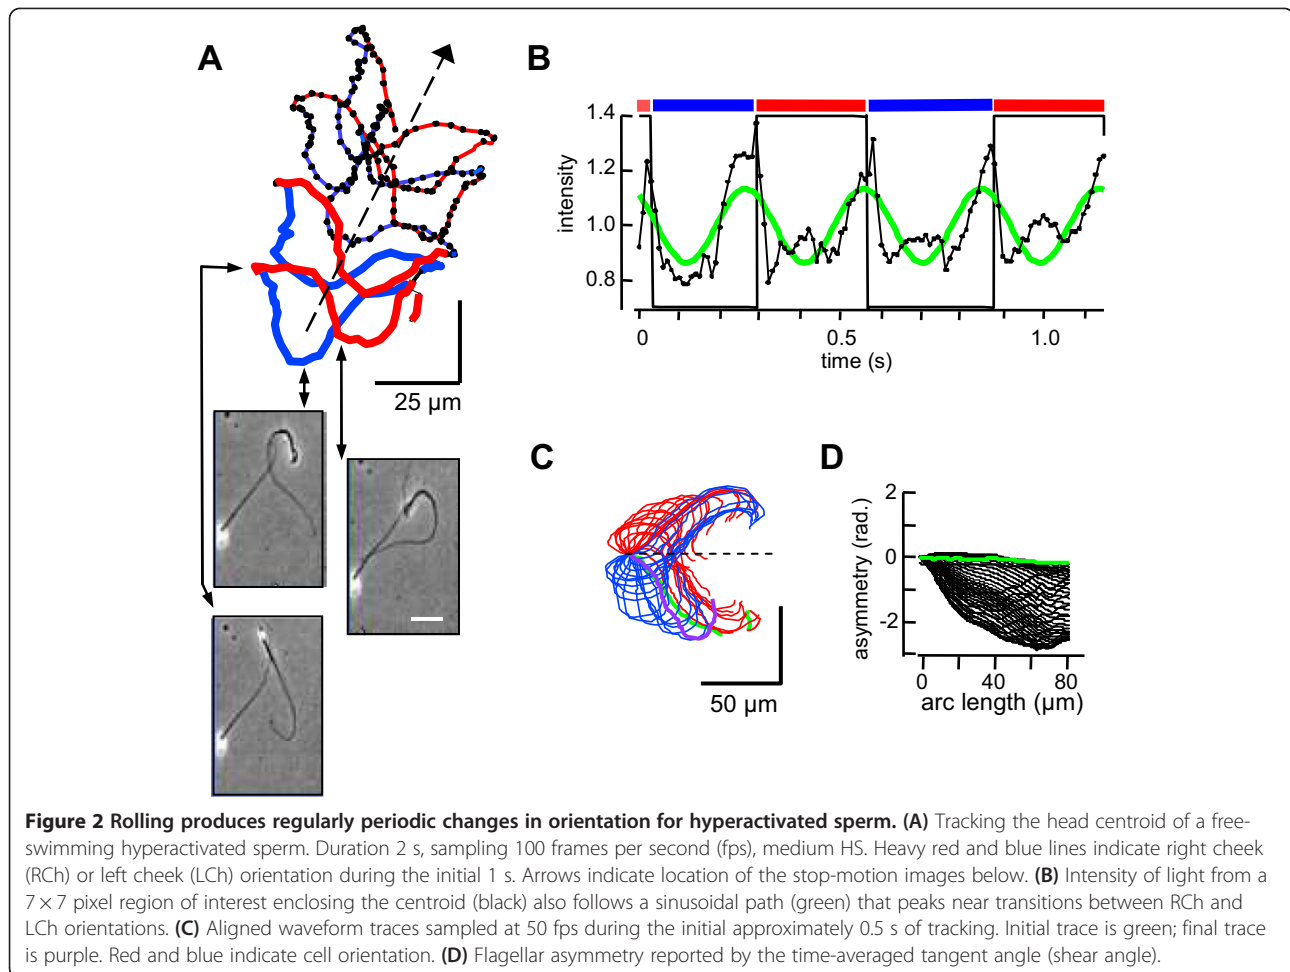 A
25 µm
B
intensity
1.4
1.2
1.0
0.8
0
0.5
1.0
time (s)
C
50 µm
D
asymmetry (rad.)
2
0
-2
0
40
80
arc length (µm)
Figure 2 Rolling produces regularly periodic changes in orientation for hyperactivated sperm. (A) Tracking the head centroid of a free-
swimming hyperactivated sperm. Duration 2 s, sampling 100 frames per second (fps), medium HS. Heavy red and blue lines indicate right cheek
(RCh) or left cheek (LCh) orientation during the initial 1 s. Arrows indicate location of the stop-motion images below. (B) Intensity of light from a
7 × 7 pixel region of interest enclosing the centroid (black) also follows a sinusoidal path (green) that peaks near transitions between RCh and
LCh orientations. (C) Aligned waveform traces sampled at 50 fps during the initial approximately 0.5 s of tracking. Initial trace is green; final trace
is purple. Red and blue indicate cell orientation. (D) Flagellar asymmetry reported by the time-averaged tangent angle (shear angle).